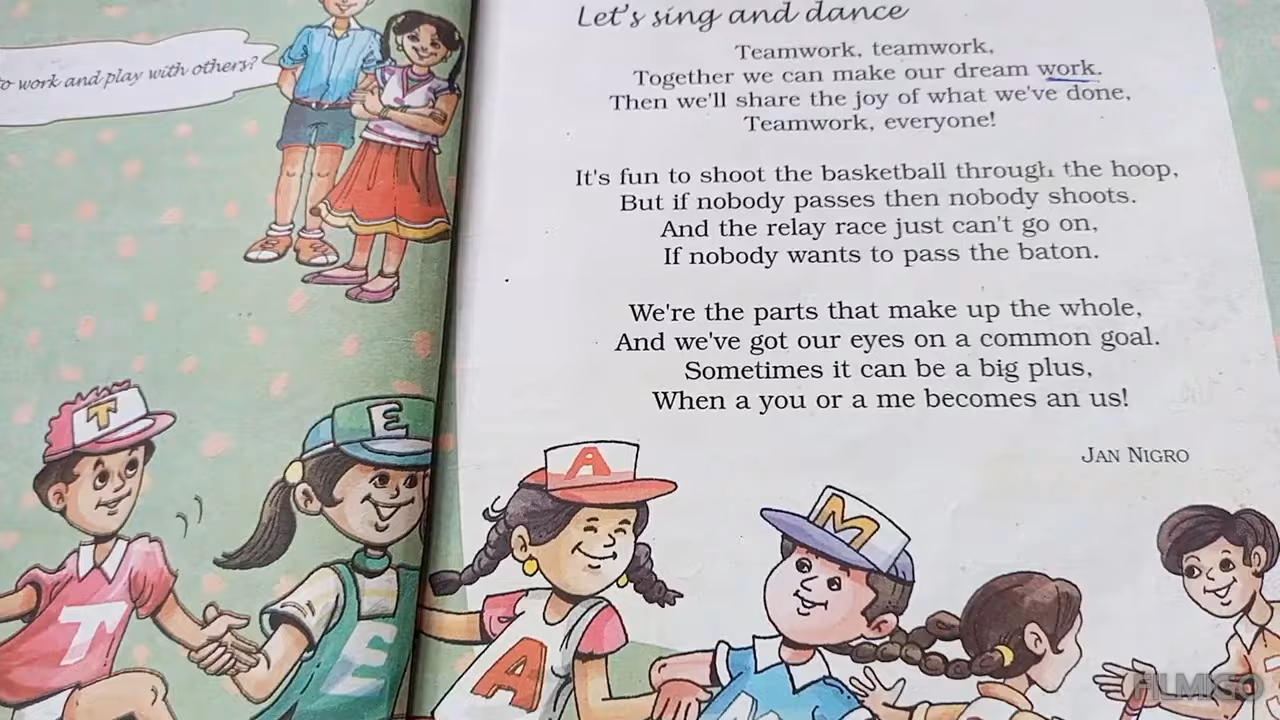 to work and play with others?
Let's sing and dance
Teamwork, teamwork,
Together we can make our dream work.
Then we'll share the joy of what we've done,
Teamwork, everyone!
It's fun to shoot the basketball through the hoop,
But if nobody passes then nobody shoots.
And the relay race just can't go on,
If nobody wants to pass the baton.
We're the parts that make up the whole,
And we've got our eyes on a common goal.
Sometimes it can be a big plus,
When a you or a me becomes an us!
JAN NIGRO
T
E
A
M
T
E
A
FILMIGO